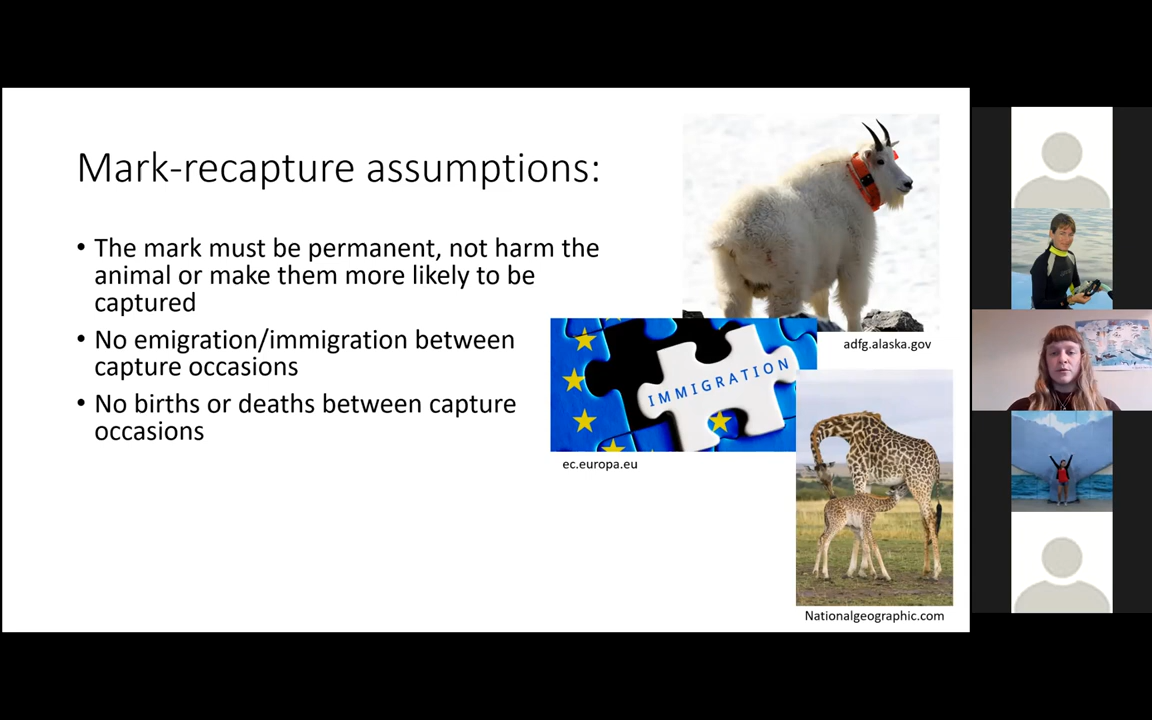 Mark-recapture assumptions:
• The mark must be permanent, not harm the
animal or make them more likely to be
captured
• No emigration/immigration between
capture occasions
• No births or deaths between capture
occasions
adfg.alaska.gov
IMMIGRATION
ec.europa.eu
Nationalgeographic.com